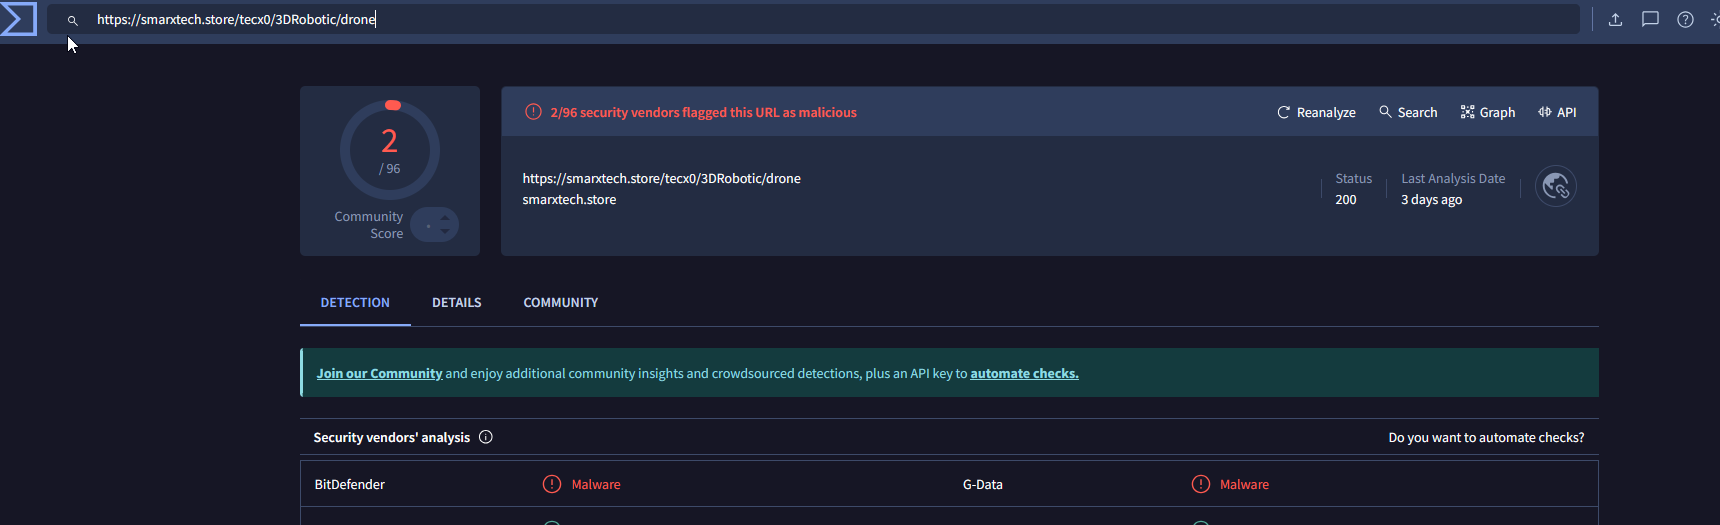 https://smarxtech.store/tecx0/3DRobotic/drone
2
/ 96
Community
Score
2/96 security vendors flagged this URL as malicious
Reanalyze
Search
Graph
API
https://smarxtech.store/tecx0/3DRobotic/drone
smarxtech.store
Status
200
Last Analysis Date
3 days ago
DETECTION
DETAILS
COMMUNITY
Join our Community and enjoy additional community insights and crowdsourced detections, plus an API key to automate checks.
Security vendors' analysis
Do you want to automate checks?
BitDefender
Malware
G-Data
Malware